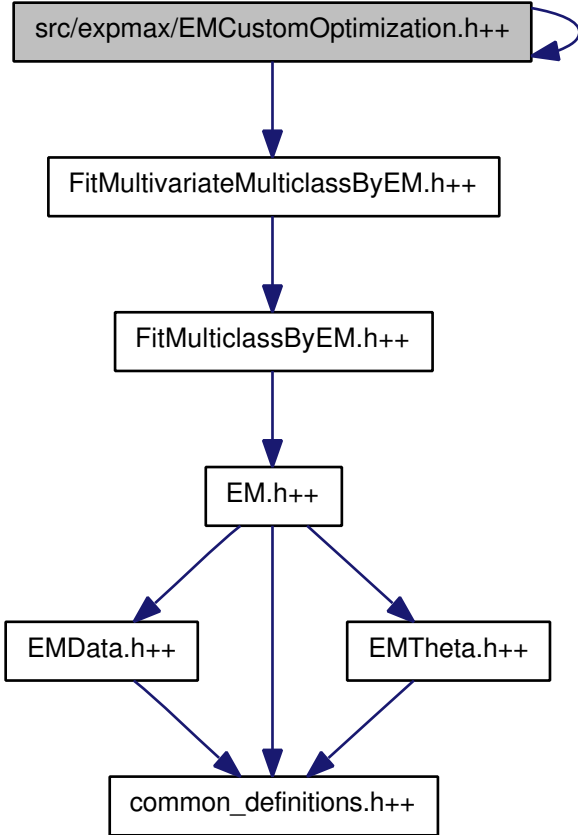 src/expmax/EMCustomOptimization.h++
FitMultivariateMulticlassByEM.h++
FitMulticlassByEM.h++
EM.h++
EMData.h++
EMTheta.h++
common_definitions.h++